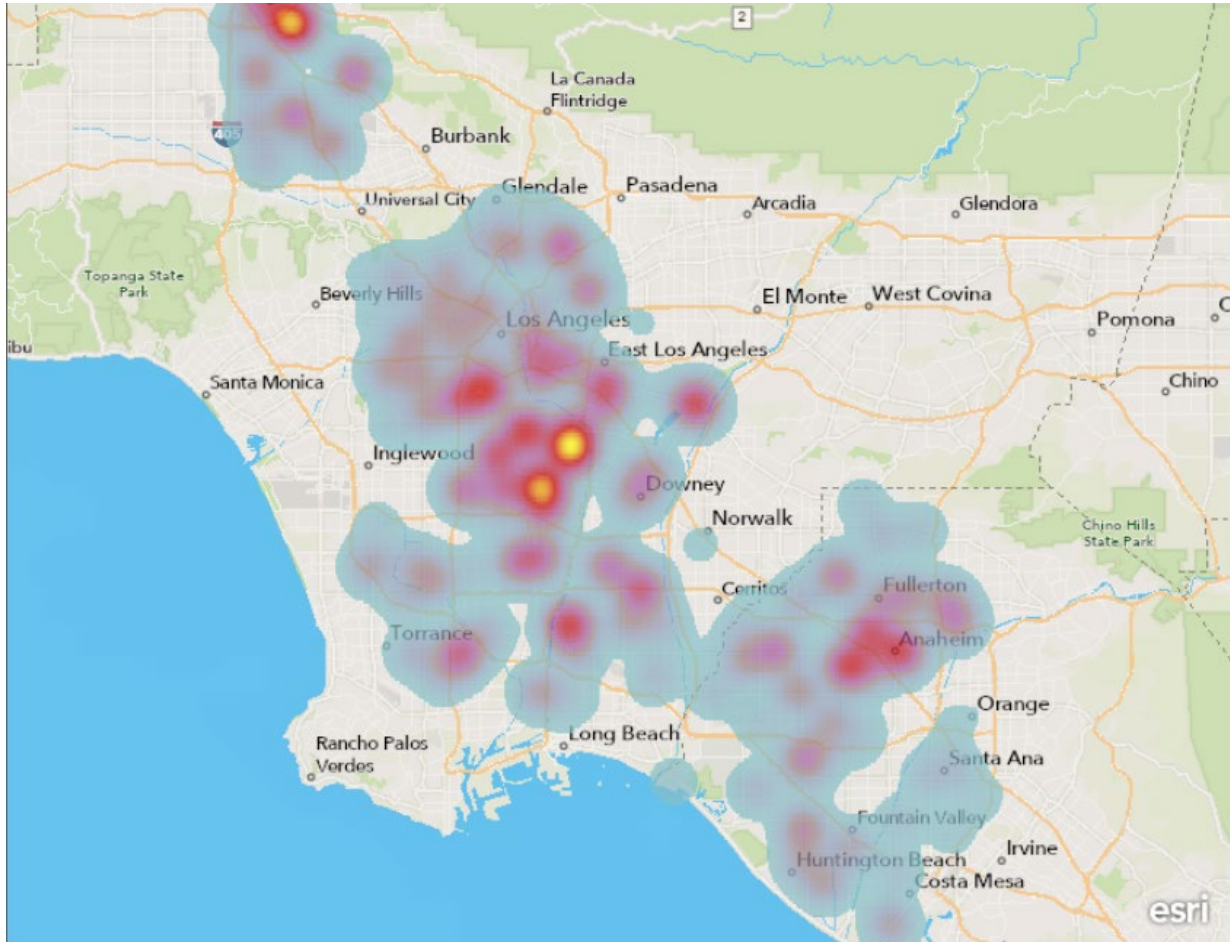 2
La Canada
Flintridge
405
Burbank
Universal City
Glendale
Pasadena
Arcadia
Glendora
Topanga State
Park
Beverly Hills
El Monte
West Covina
Los Angeles
Pomona
ibu
East Los Angeles
Santa Monica
Chino
Inglewood
Downey
Norwalk
Chino Hills
State Park
Cerritos
Fullerton
Torrance
Anaheim
Orange
Rancho Palos
Verdes
Long Beach
Santa Ana
Fountain Valley
Irvine
Huntington Beach
Costa Mesa
esri